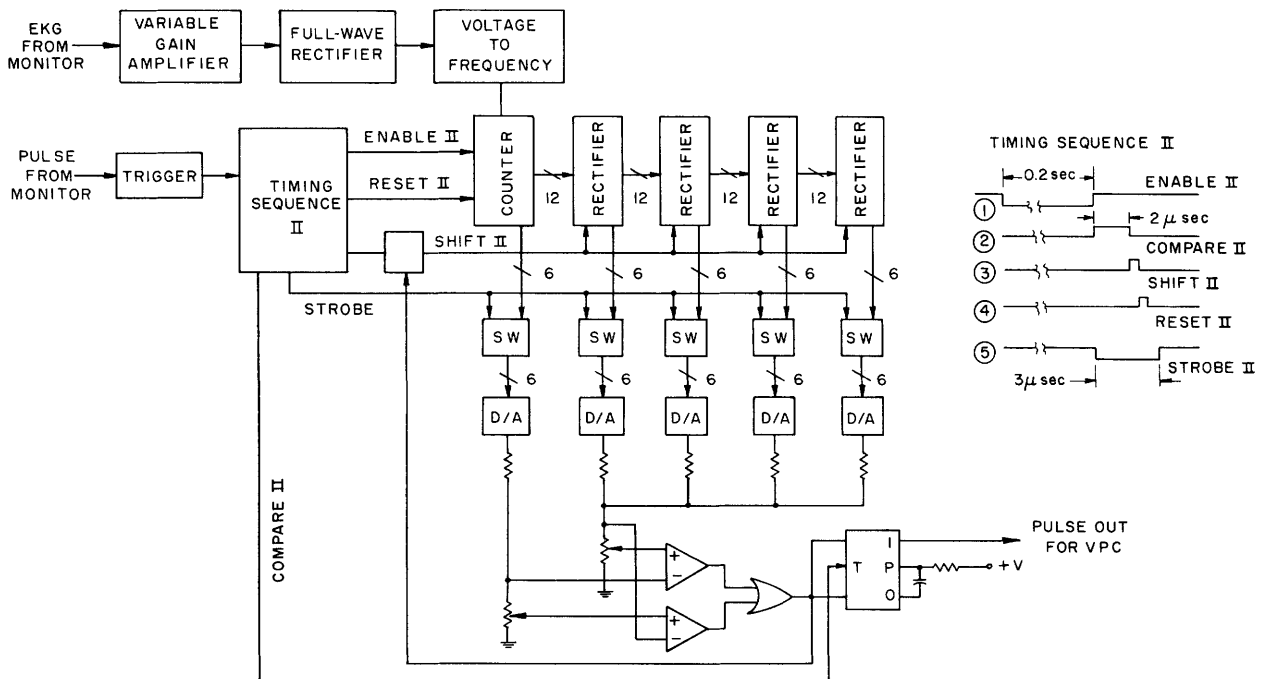 EKG
FROM
MONITOR
VARIABLE
GAIN
AMPLIFIER
FULL-WAVE
RECTIFIER
VOLTAGE
TO
FREQUENCY
PULSE
FROM
MONITOR
TRIGGER
TIMING
SEQUENCE
II
ENABLE II
RESET II
SHIFT II
STROBE
COUNTER
RECTIFIER
RECTIFIER
RECTIFIER
RECTIFIER
12
12
12
12
6
6
6
6
6
SW
SW
SW
SW
SW
6
6
6
6
6
D/A
D/A
D/A
D/A
D/A
COMPARE II
+
−
+
−
T
1
P
0
PULSE OUT
FOR VPC
+V
TIMING SEQUENCE II
0.2 sec
ENABLE II
1
2 μ sec
2
COMPARE II
3
SHIFT II
4
RESET II
5
STROBE II
3 μ sec